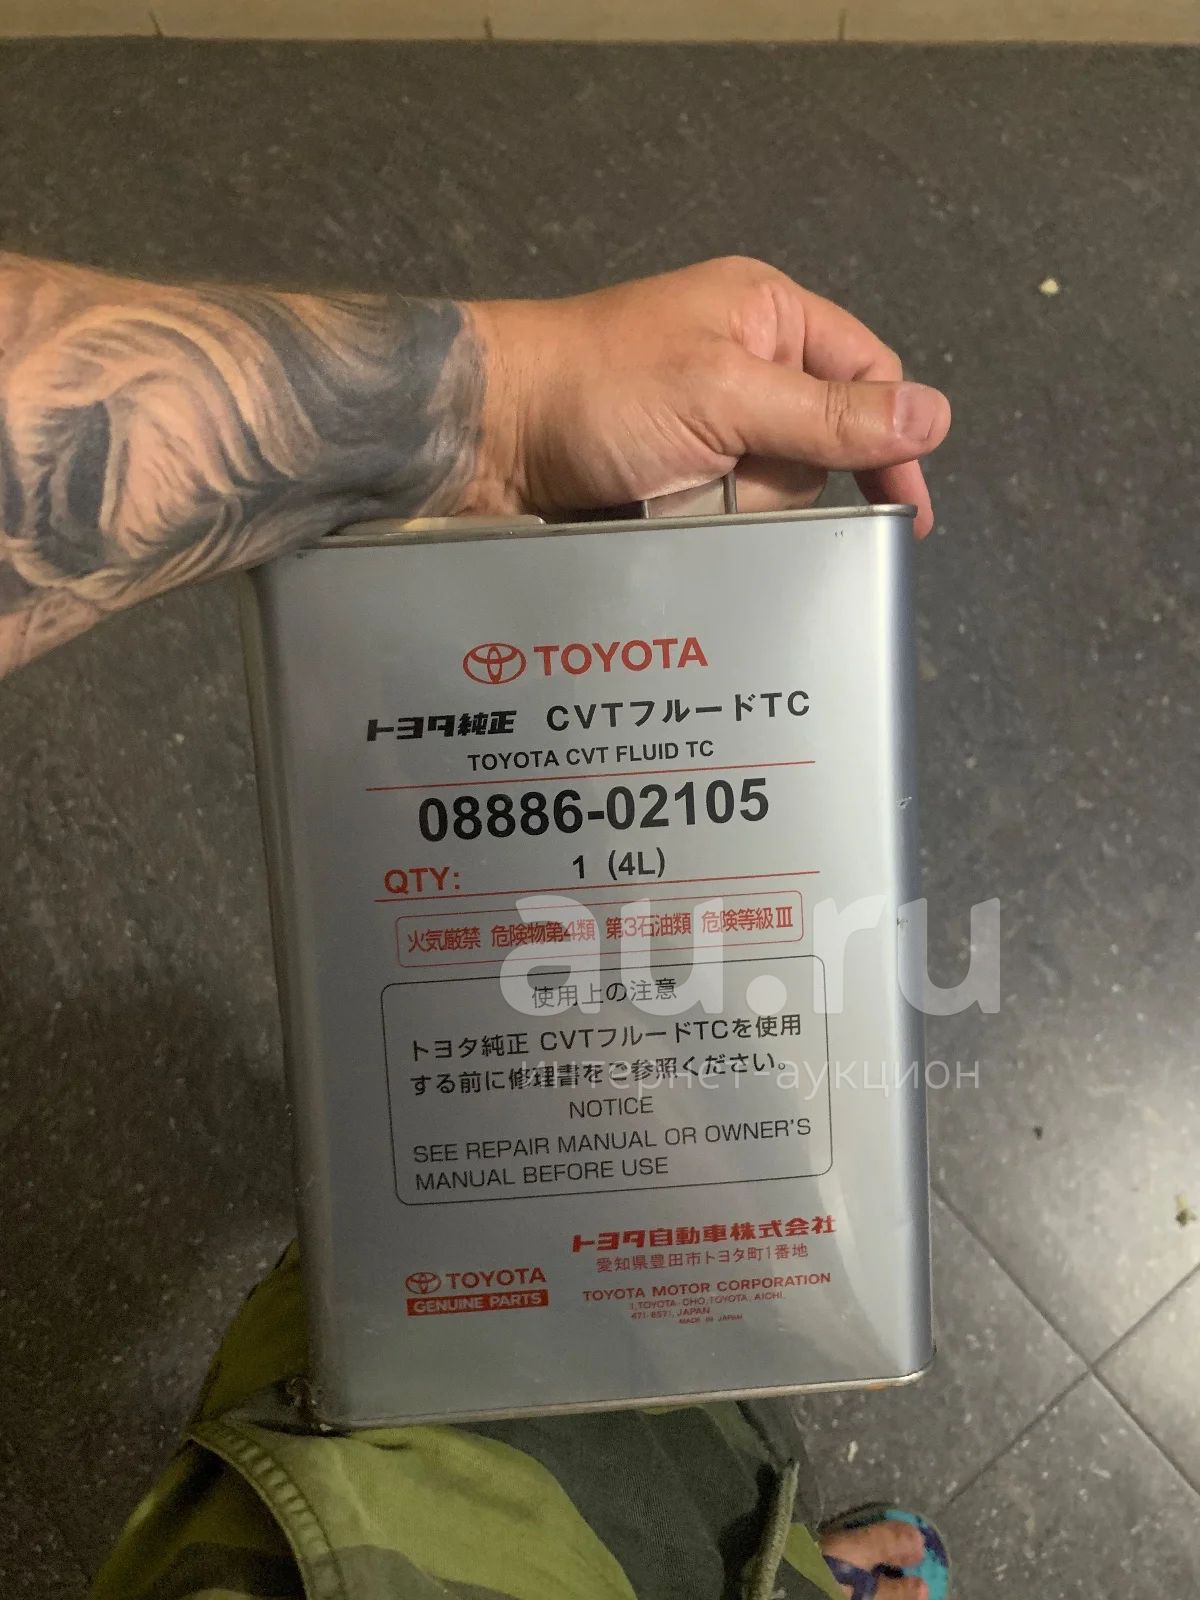 TOYOTA
トヨタ純正 CVTフルードTC
TOYOTA CVT FLUID TC
08886-02105
QTY: 1 (4L)
火気厳禁 危険物第4類 第3石油類 危険等級Ⅲ
使用上の注意
トヨタ純正 CVTフルードTCを使用
する前に修理書をご参照ください。
NOTICE
SEE REPAIR MANUAL OR OWNER'S
MANUAL BEFORE USE
トヨタ自動車株式会社
愛知県豊田市トヨタ町1番地
TOYOTA
GENUINE PARTS
TOYOTA MOTOR CORPORATION
1,TOYOTA-CHO,TOYOTA, AICHI,
471-8571, JAPAN
MADE IN JAPAN
au.ru
интернет-аукцион